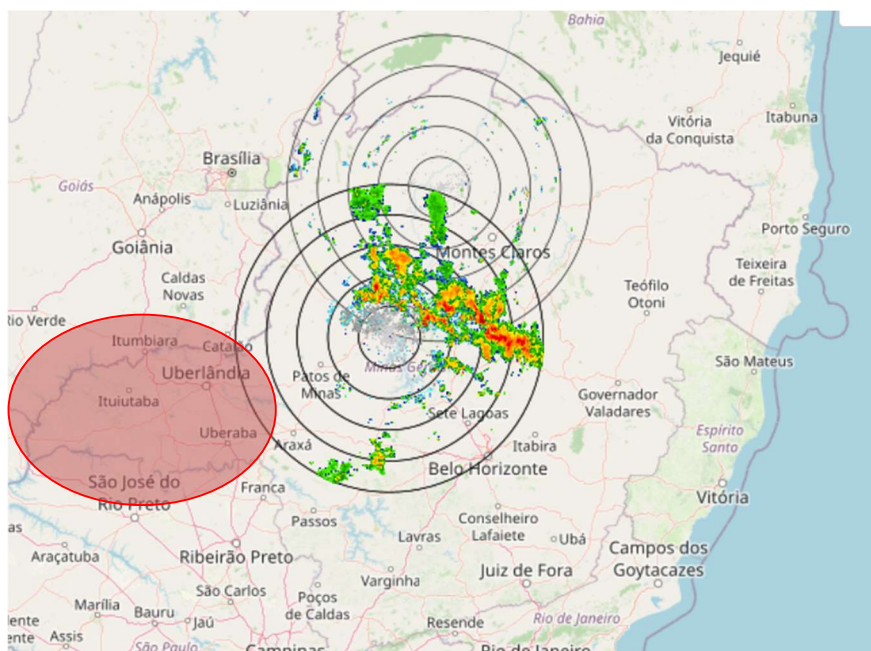 Bahia
Jequié
Vitória
da Conquista
Itabuna
Brasília
Goiás
Anápolis
Luziânia
Goiânia
Porto Seguro
Montes Claros
Teixeira
de Freitas
Caldas
Novas
Teófilo
Otoni
Rio Verde
Itumbiara
Catalão
São Mateus
Uberlândia
Minas Gerais
Patos de
Minas
Ituiutaba
Governador
Valadares
Sete Lagoas
Uberaba
Araxá
Itabira
Espírito
Santo
Belo Horizonte
São José do
Rio Preto
Franca
Vitória
Passos
Conselheiro
Lafaiete
Lavras
Ubá
Araçatuba
Ribeirão Preto
Campos dos
Goytacazes
Varginha
Juiz de Fora
São Carlos
Poços
de Caldas
Marília
Bauru
Jaú
Resende
Rio de Janeiro
Assis
São Paulo
Campinas
Rio de Janeiro